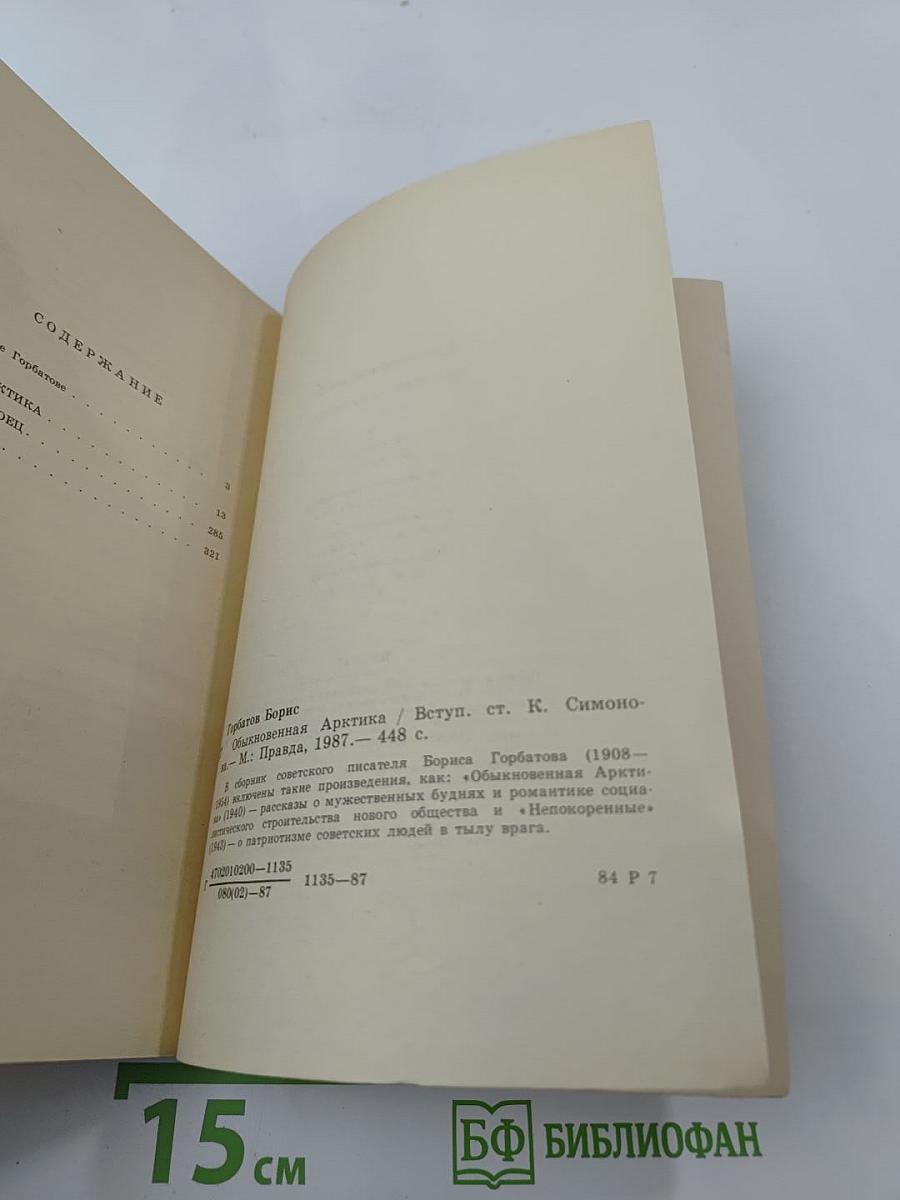 СОДЕРЖАНИЕ
е Горбатове . . . . . . . . 3
КТИКА . . . . . . . . 13
ОЕЦ . . . . . . . . 285
. . . . . . . . 321
Горбатов Борис
Обыкновенная Арктика / Вступ. ст. К. Симоно-
ва.— М.: Правда, 1987.— 448 с.
В сборник советского писателя Бориса Горбатова (1908—
1954) включены такие произведения, как: «Обыкновенная Аркти-
ка» (1940) — рассказы о мужественных буднях и романтике социа-
листического строительства нового общества и «Непокоренные»
(1943) — о патриотизме советских людей в тылу врага.
Г 4702010200—1135
080(02)—87
1135—87
84 Р 7
15 см
БФ БИБЛИОФАН